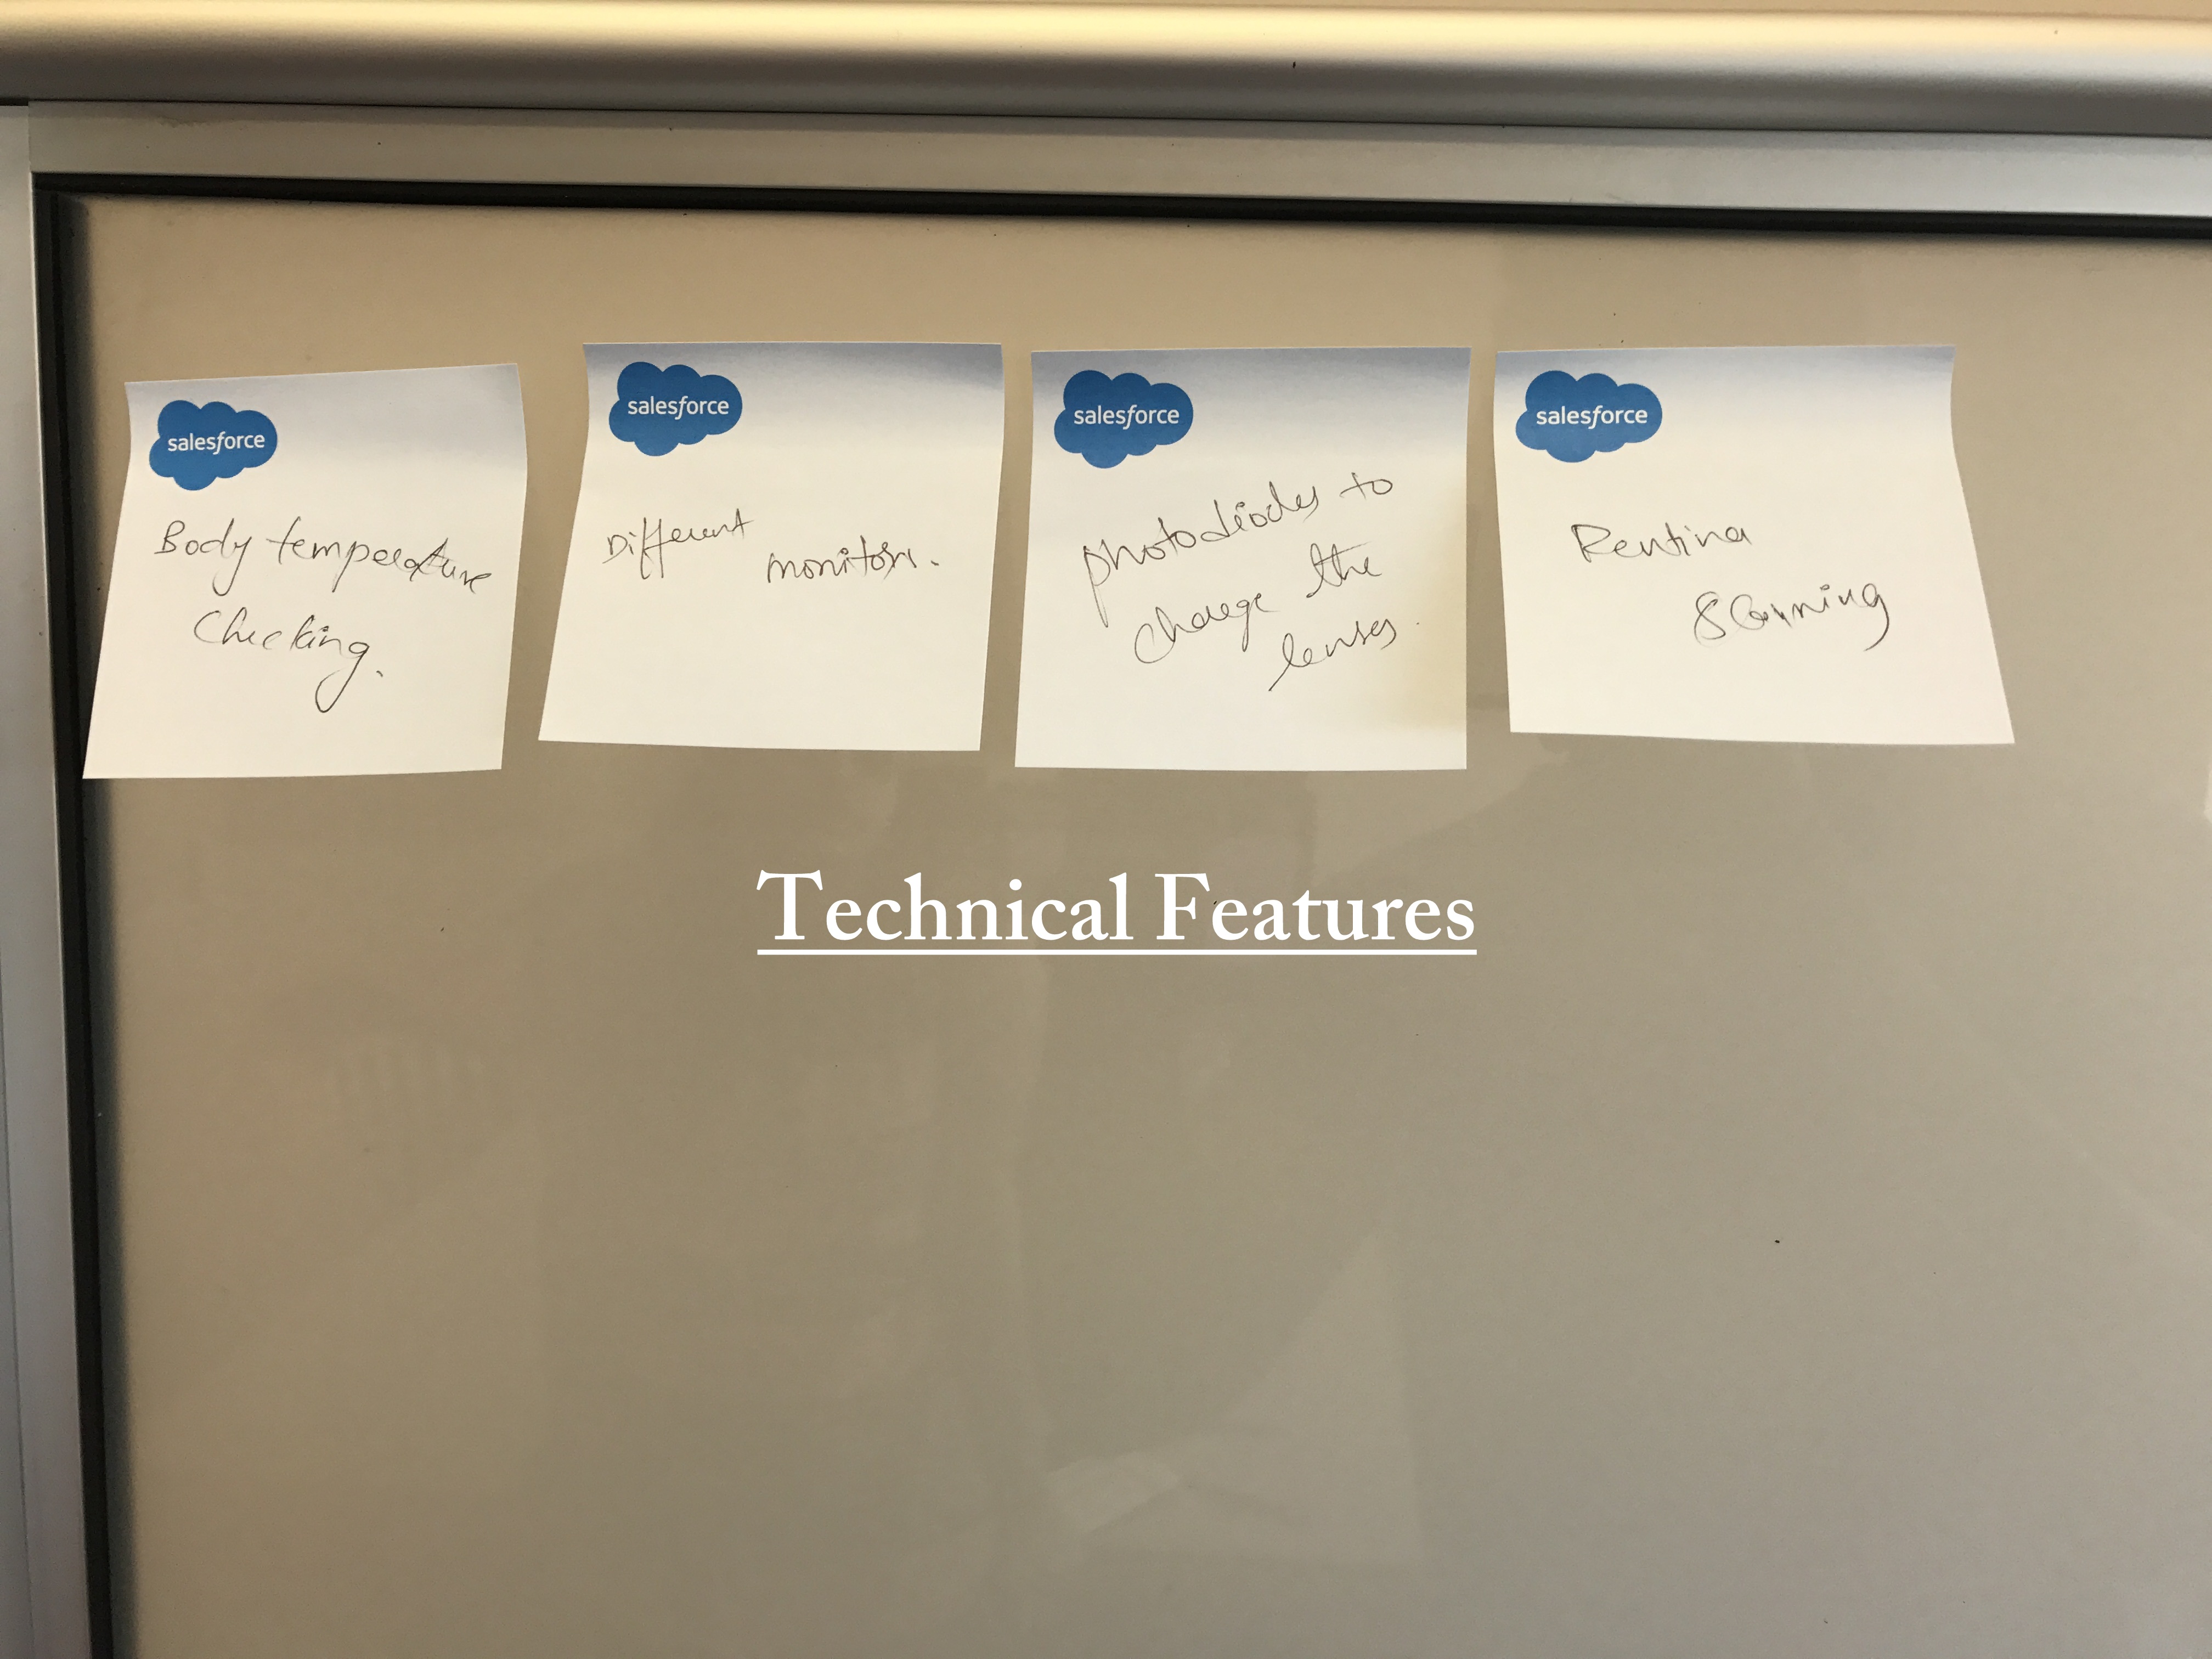 salesforce
Body temperature
Checking.
salesforce
Different
monitors.
salesforce
photodiodes to
change the
lenses.
salesforce
Rentina
Scanning
Technical Features